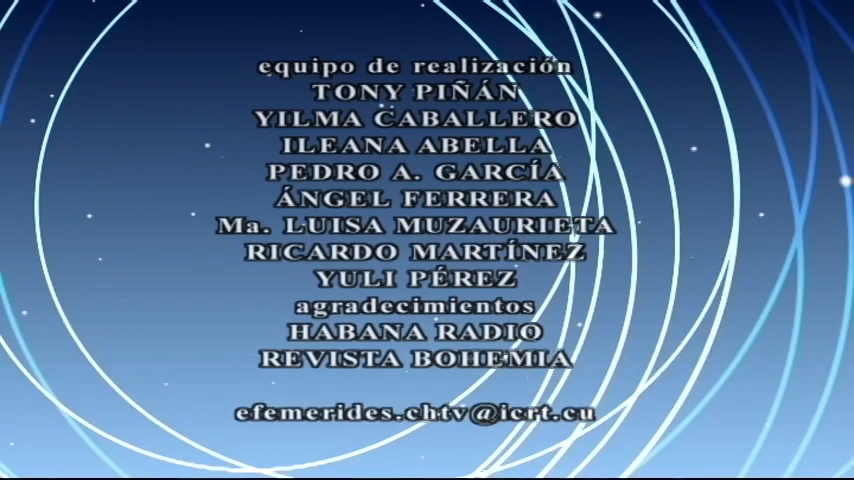 equipo de realización
TONY PIÑÁN
YILMA CABALLERO
ILEANA ABELLA
PEDRO A. GARCÍA
ÁNGEL FERRERA
Ma. LUISA MUZAURIETA
RICARDO MARTÍNEZ
YULI PÉREZ
agradecimientos
HABANA RADIO
REVISTA BOHEMIA
efemerides.chtv@icrt.cu